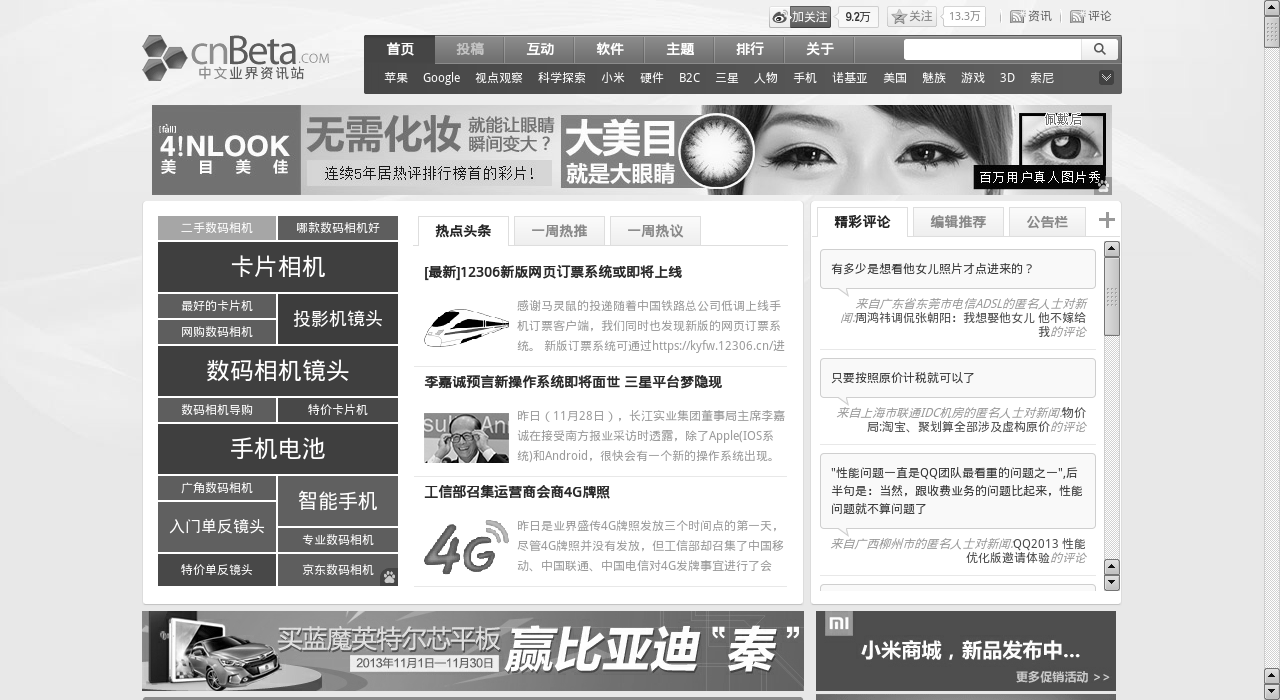 加关注 9.2万 关注 13.3万 资讯 评论
cnBeta.COM
中文业界资讯站
首页 投稿 互动 软件 主题 排行 关于
苹果 Google 视点观察 科学探索 小米 硬件 B2C 三星 人物 手机 诺基亚 美国 魅族 游戏 3D 索尼
[fåll]
4!NLOOK
美目美佳
无需化妆 就能让眼睛
瞬间变大？
连续5年居热评排行榜首的彩片!
大美目
就是大眼睛
佩戴后
百万用户真人图片秀
二手数码相机 哪款数码相机好
卡片相机
最好的卡片机
投影机镜头
网购数码相机
数码相机镜头
数码相机导购 特价卡片机
手机电池
广角数码相机
智能手机
入门单反镜头
专业数码相机
特价单反镜头 京东数码相机
热点头条 一周热推 一周热议
[最新]12306新版网页订票系统或即将上线
感谢马灵鼠的投递随着中国铁路总公司低调上线手
机订票客户端，我们同时也发现新版的网页订票系
统。 新版订票系统可通过https://kyfw.12306.cn/进
李嘉诚预言新操作系统即将面世 三星平台梦隐现
昨日（11月28日），长江实业集团董事局主席李嘉
诚在接受南方报业采访时透露，除了Apple(IOS系
统)和Android，很快会有一个新的操作系统出现。
工信部召集运营商会商4G牌照
4G
昨日是业界盛传4G牌照发放三个时间点的第一天，
尽管4G牌照并没有发放，但工信部却召集了中国移
动、中国联通、中国电信对4G发牌事宜进行了会
精彩评论 编辑推荐 公告栏
有多少是想看他女儿照片才点进来的？
来自广东省东莞市电信ADSL的匿名人士对新
闻:周鸿祎调侃张朝阳：我想娶他女儿 他不嫁给
我的评论
只要按照原价计税就可以了
来自上海市联通IDC机房的匿名人士对新闻:物价
局:淘宝、聚划算全部涉及虚构原价的评论
"性能问题一直是QQ团队最看重的问题之一",后
半句是：当然，跟收费业务的问题比起来，性能
问题就不算问题了
来自广西柳州市的匿名人士对新闻:QQ2013 性能
优化版邀请体验的评论
买蓝魔英特尔芯平板
2013年11月1日—11月30日
赢比亚迪“秦”
mi
小米商城，新品发布中...
更多促销活动 >>